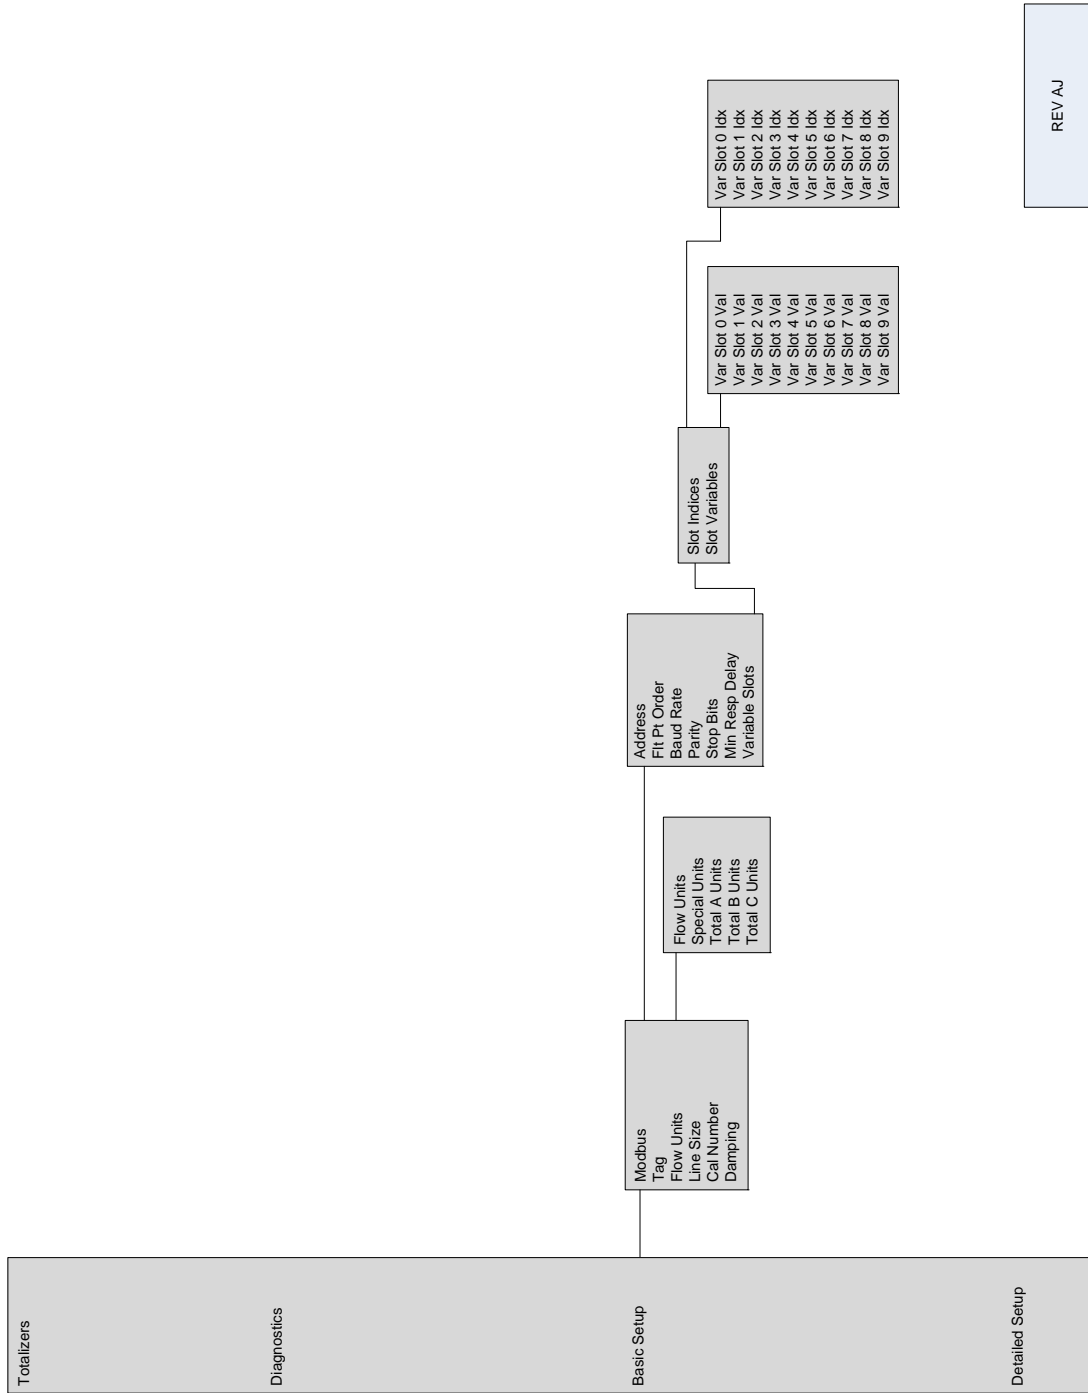 Totalizers
Diagnostics
Basic Setup
Detailed Setup
Modbus
Tag
Flow Units
Line Size
Cal Number
Damping
Flow Units
Special Units
Total A Units
Total B Units
Total C Units
Address
Flt Pt Order
Baud Rate
Parity
Stop Bits
Min Resp Delay
Variable Slots
Slot Indices
Slot Variables
Var Slot 0 Val
Var Slot 1 Val
Var Slot 2 Val
Var Slot 3 Val
Var Slot 4 Val
Var Slot 5 Val
Var Slot 6 Val
Var Slot 7 Val
Var Slot 8 Val
Var Slot 9 Val
Var Slot 0 Idx
Var Slot 1 Idx
Var Slot 2 Idx
Var Slot 3 Idx
Var Slot 4 Idx
Var Slot 5 Idx
Var Slot 6 Idx
Var Slot 7 Idx
Var Slot 8 Idx
Var Slot 9 Idx
REV AJ